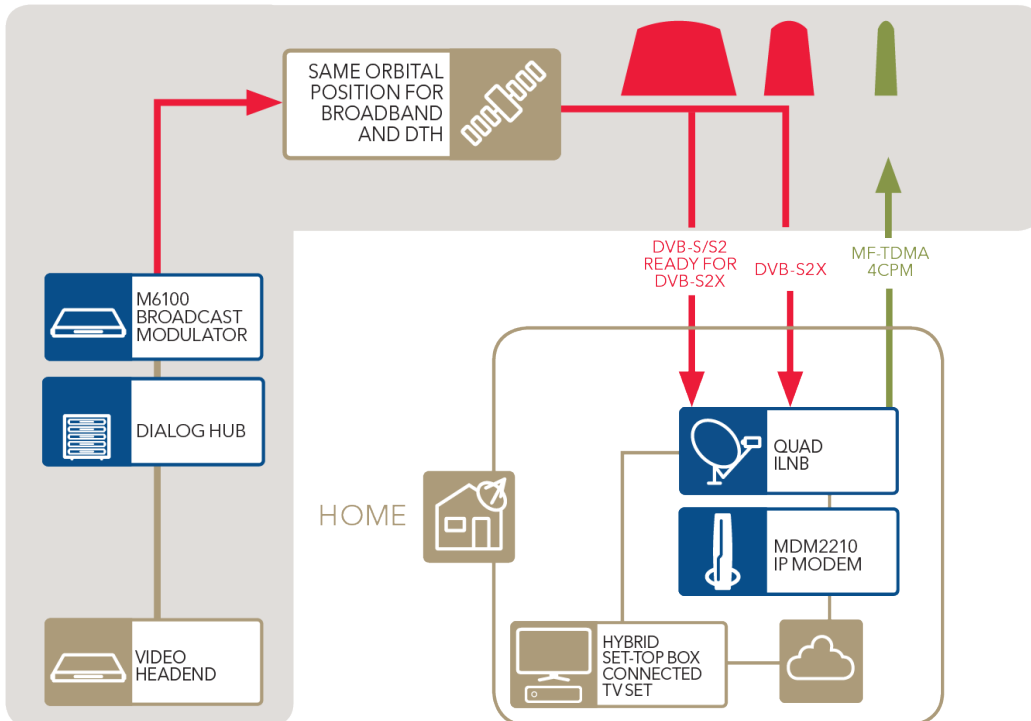 SAME ORBITAL
POSITION FOR
BROADBAND
AND DTH
DVB-S/S2
READY FOR
DVB-S2X
DVB-S2X
MF-TDMA
4CPM
M6100
BROADCAST
MODULATOR
DIALOG HUB
VIDEO
HEADEND
HOME
QUAD
ILNB
MDM2210
IP MODEM
HYBRID
SET-TOP BOX
CONNECTED
TV SET